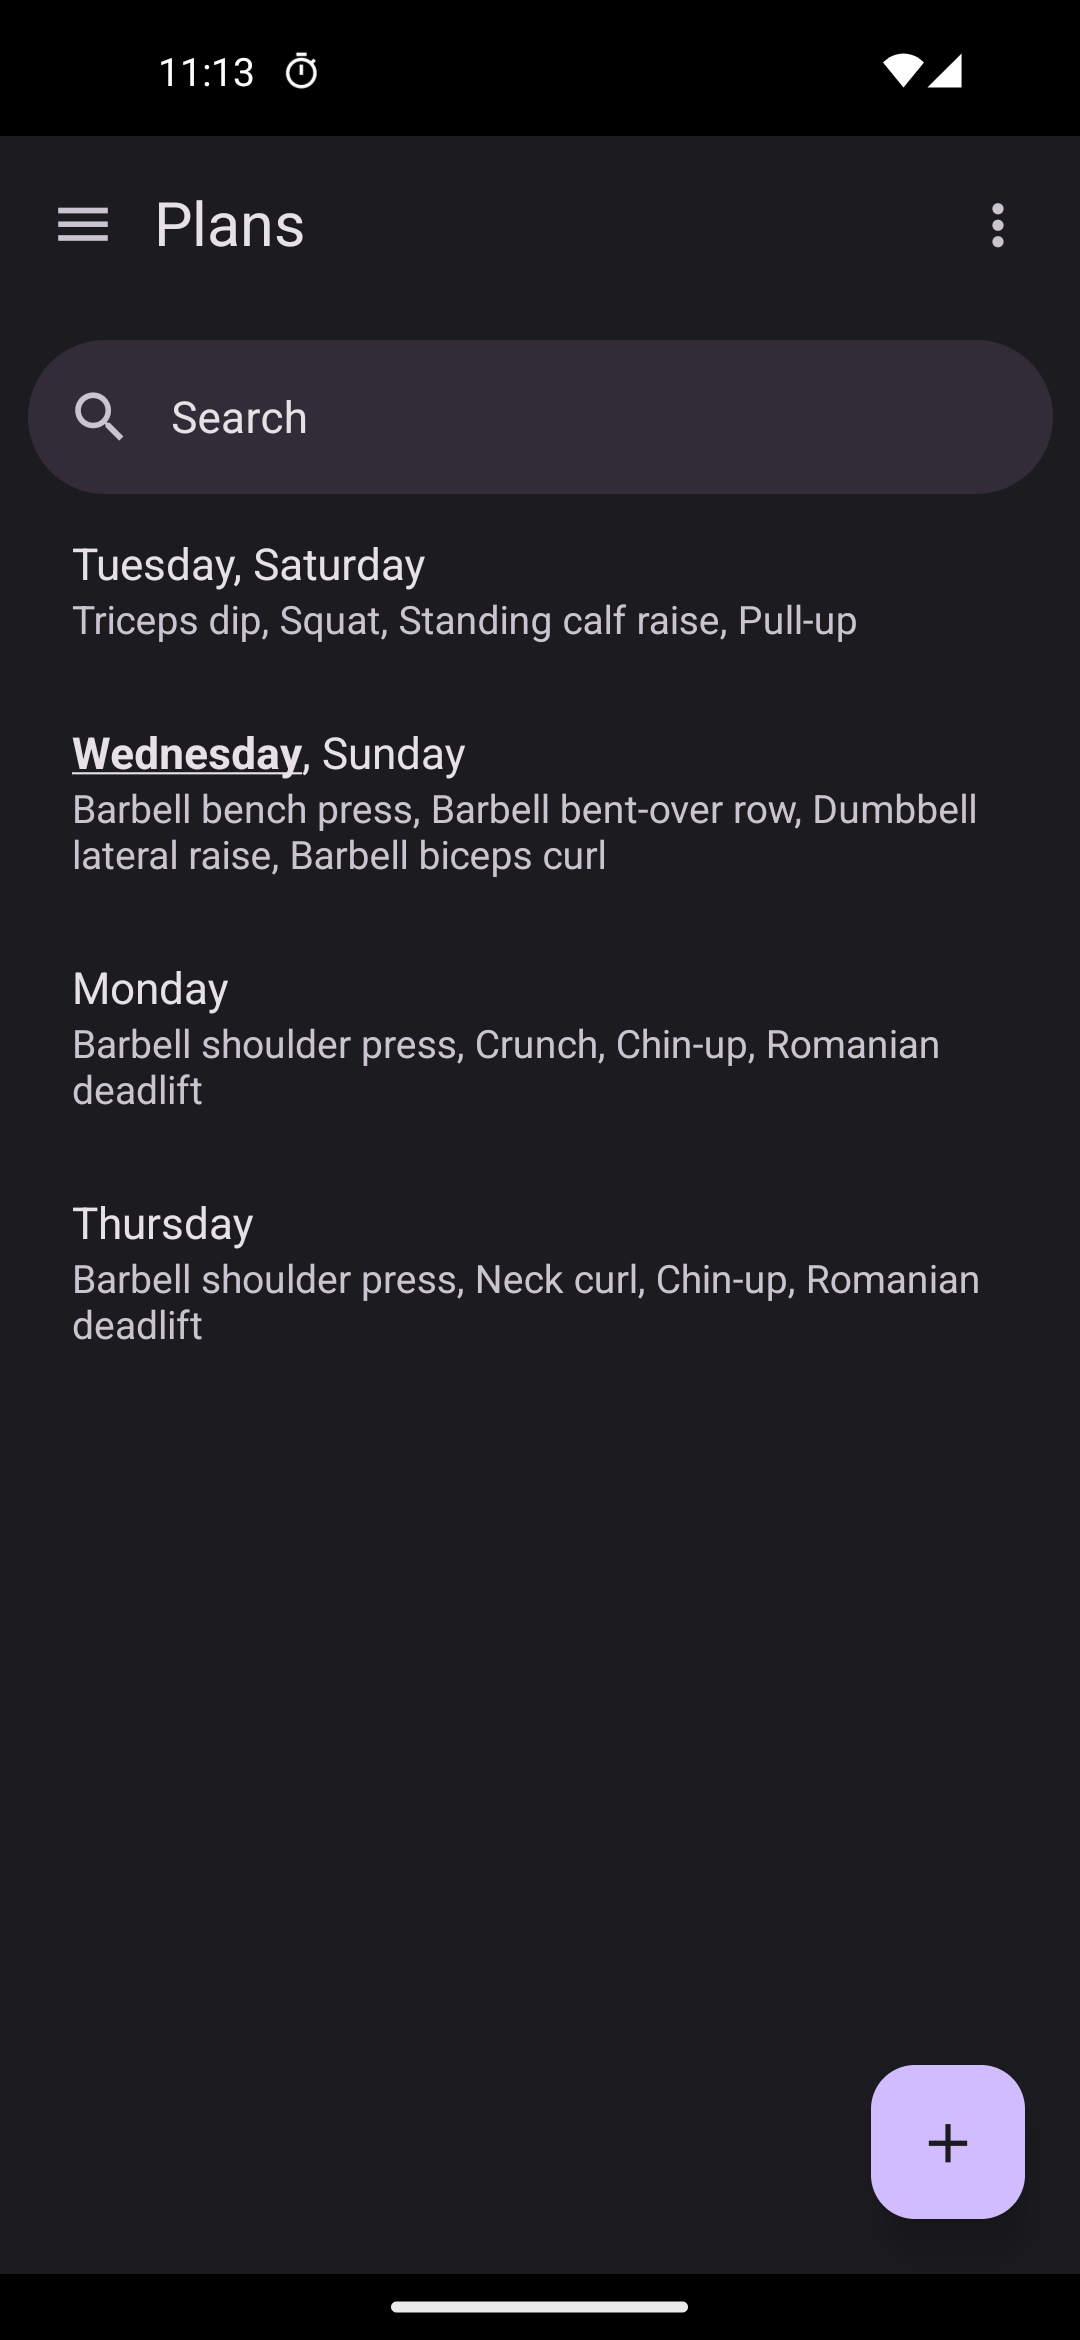 11:13
Plans
Search
Tuesday, Saturday
Triceps dip, Squat, Standing calf raise, Pull-up
Wednesday, Sunday
Barbell bench press, Barbell bent-over row, Dumbbell
lateral raise, Barbell biceps curl
Monday
Barbell shoulder press, Crunch, Chin-up, Romanian
deadlift
Thursday
Barbell shoulder press, Neck curl, Chin-up, Romanian
deadlift